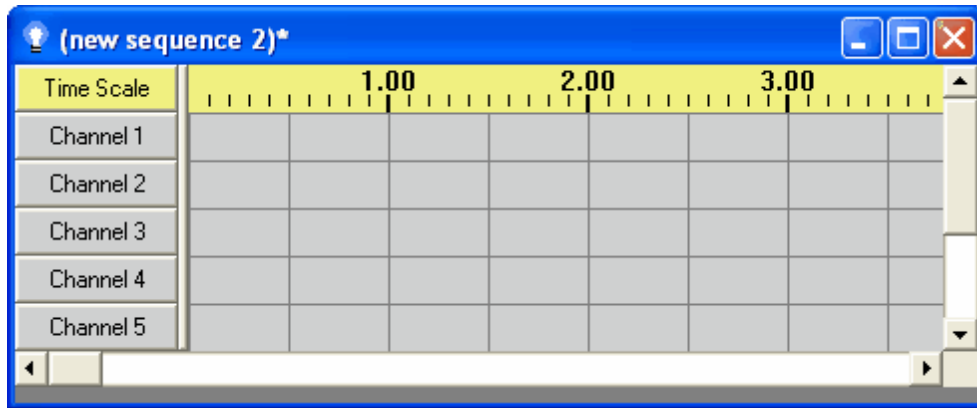 (new sequence 2)*
Time Scale 1.00 2.00 3.00
Channel 1
Channel 2
Channel 3
Channel 4
Channel 5